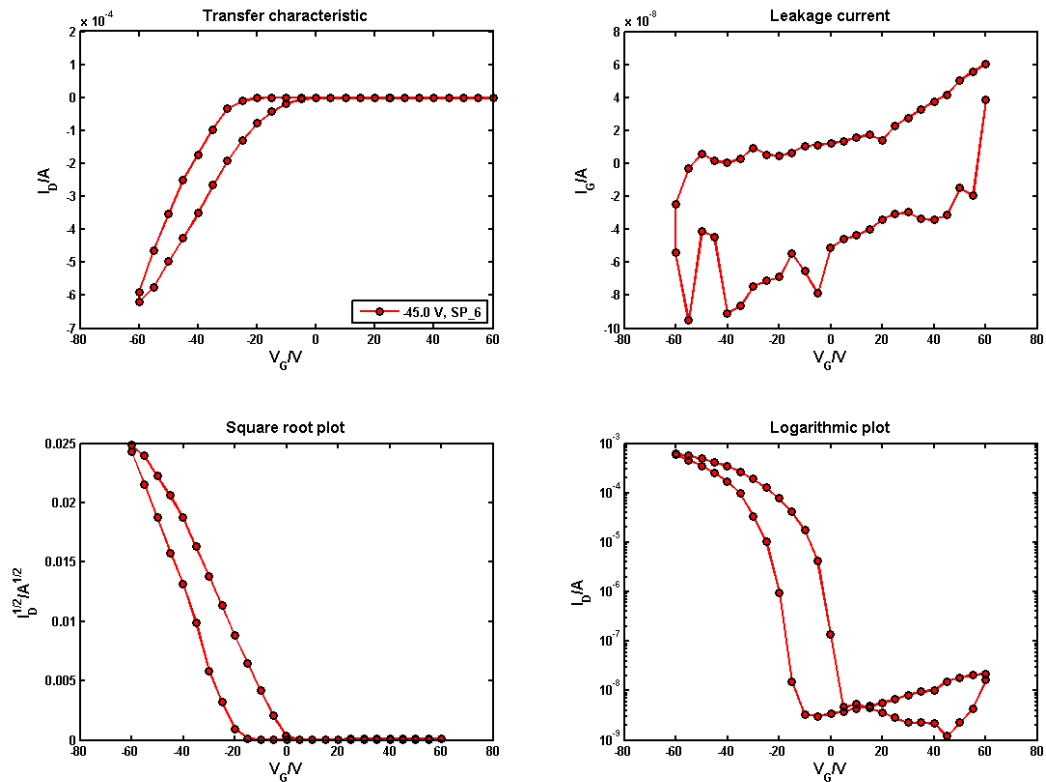 Transfer characteristic
x 10^-4
2
1
0
-1
-2
-3
-4
-5
-6
-7
I_D/A
-80 -60 -40 -20 0 20 40 60
V_G/V
-45.0 V, SP_6
Leakage current
x 10^-8
8
6
4
2
0
-2
-4
-6
-8
-10
I_G/A
-80 -60 -40 -20 0 20 40 60 80
V_G/V
Square root plot
0.025
0.02
0.015
0.01
0.005
0
I_D^1/2/A^1/2
-80 -60 -40 -20 0 20 40 60 80
V_G/V
Logarithmic plot
10^-3
10^-4
10^-5
10^-6
10^-7
10^-8
10^-9
I_D/A
-80 -60 -40 -20 0 20 40 60 80
V_G/V